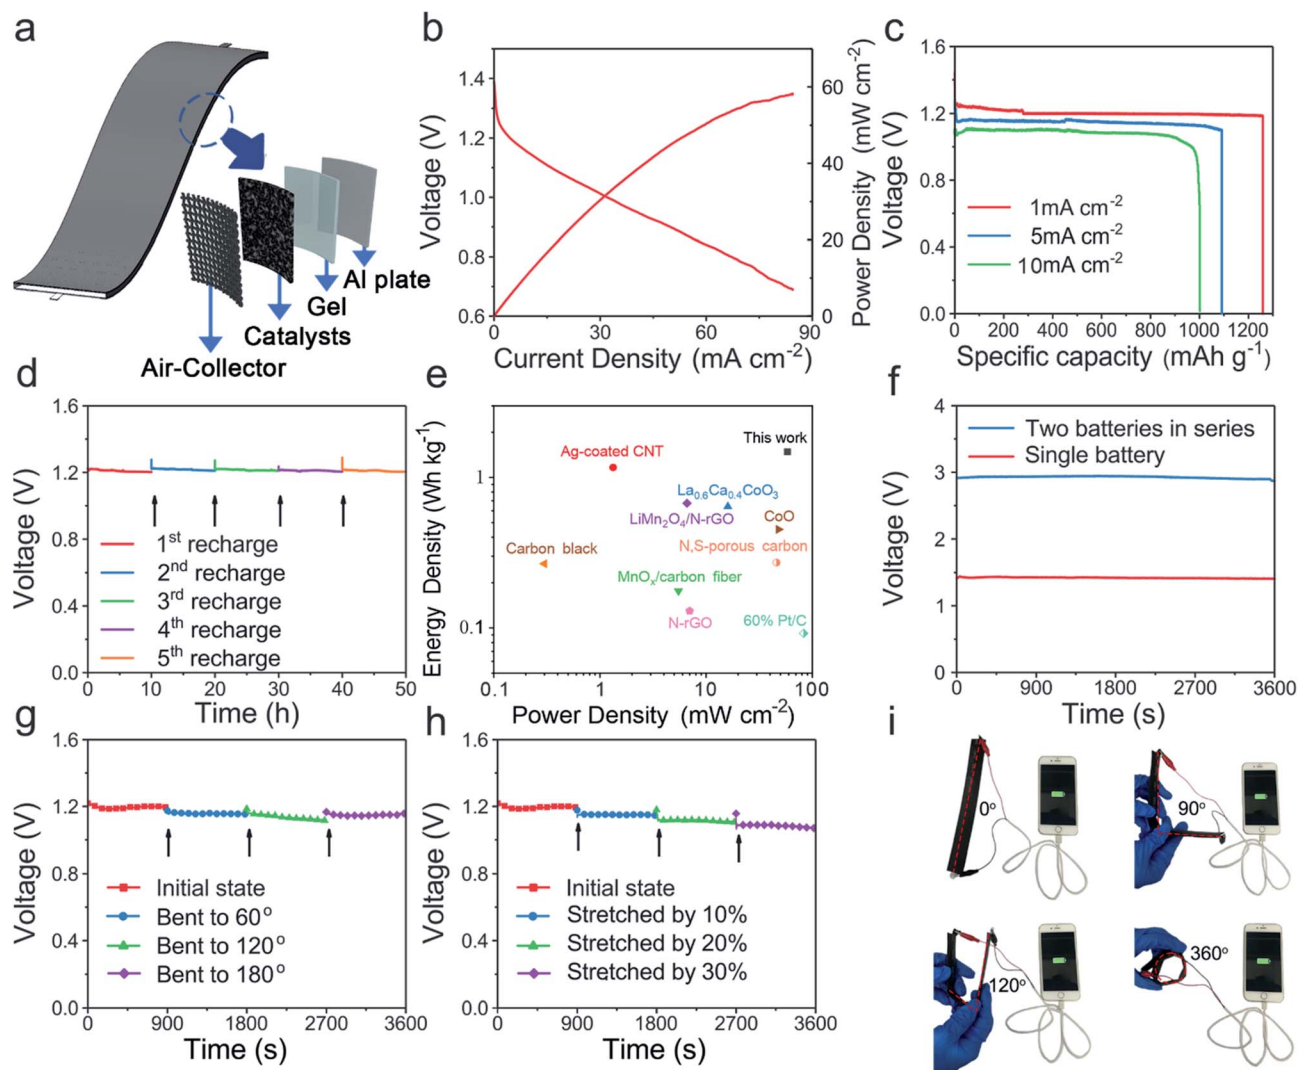 a
Al plate
Gel
Catalysts
Air-Collector
b
1.4
1.2
1.0
0.8
0.6
Voltage (V)
60
40
20
0
Power Density (mW cm-2)
0 30 60 90
Current Density (mA cm-2)
c
1.6
1.2
0.8
0.4
0.0
Voltage (V)
1mA cm-2
5mA cm-2
10mA cm-2
0 200 400 600 800 1000 1200
Specific capacity (mAh g-1)
d
1.6
1.2
0.8
0.4
0.0
Voltage (V)
1st recharge
2nd recharge
3rd recharge
4th recharge
5th recharge
0 10 20 30 40 50
Time (h)
e
1
0.1
Energy Density (Wh kg-1)
This work
Ag-coated CNT
La0.6Ca0.4CoO3
LiMn2O4/N-rGO
CoO
Carbon black
N,S-porous carbon
MnOx/carbon fiber
N-rGO
60% Pt/C
0.1 1 10 100
Power Density (mW cm-2)
f
4
3
2
1
0
Voltage (V)
Two batteries in series
Single battery
0 900 1800 2700 3600
Time (s)
g
1.6
1.2
0.8
0.4
0.0
Voltage (V)
Initial state
Bent to 60o
Bent to 120o
Bent to 180o
0 900 1800 2700 3600
Time (s)
h
1.6
1.2
0.8
0.4
0.0
Voltage (V)
Initial state
Stretched by 10%
Stretched by 20%
Stretched by 30%
0 900 1800 2700 3600
Time (s)
i
0o
90o
120o
360o